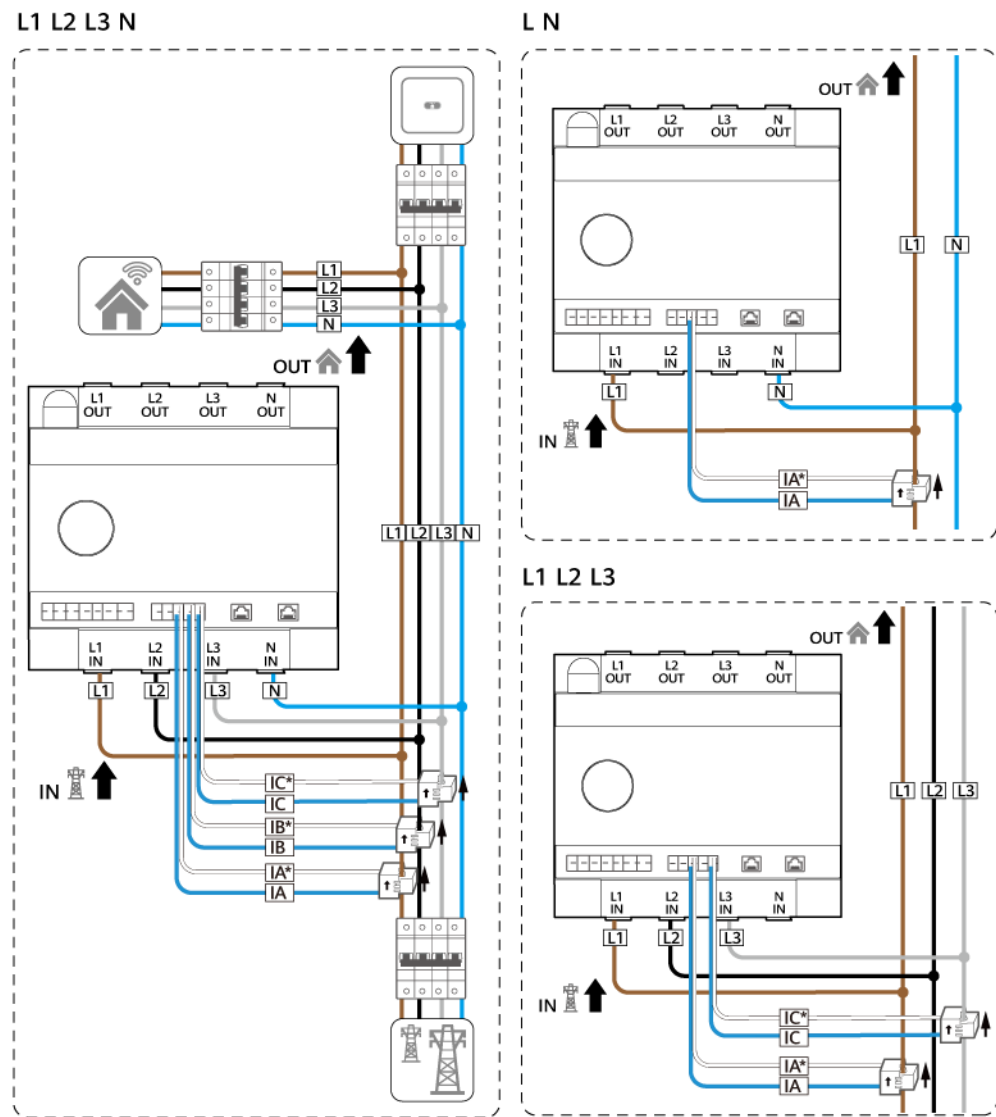 L1 L2 L3 N
L1
L2
L3
N
OUT
L1 OUT
L2 OUT
L3 OUT
N OUT
L1 L2 L3 N
L1 IN
L2 IN
L3 IN
N IN
L1
L2
L3
N
IN
IC*
IC
IB*
IB
IA*
IA
L N
OUT
L1 OUT
L2 OUT
L3 OUT
N OUT
L1
N
L1 IN
L2 IN
L3 IN
N IN
L1
N
IN
IA*
IA
L1 L2 L3
OUT
L1 OUT
L2 OUT
L3 OUT
N OUT
L1 L2 L3
L1 IN
L2 IN
L3 IN
N IN
L1
L2
L3
IN
IC*
IC
IA*
IA